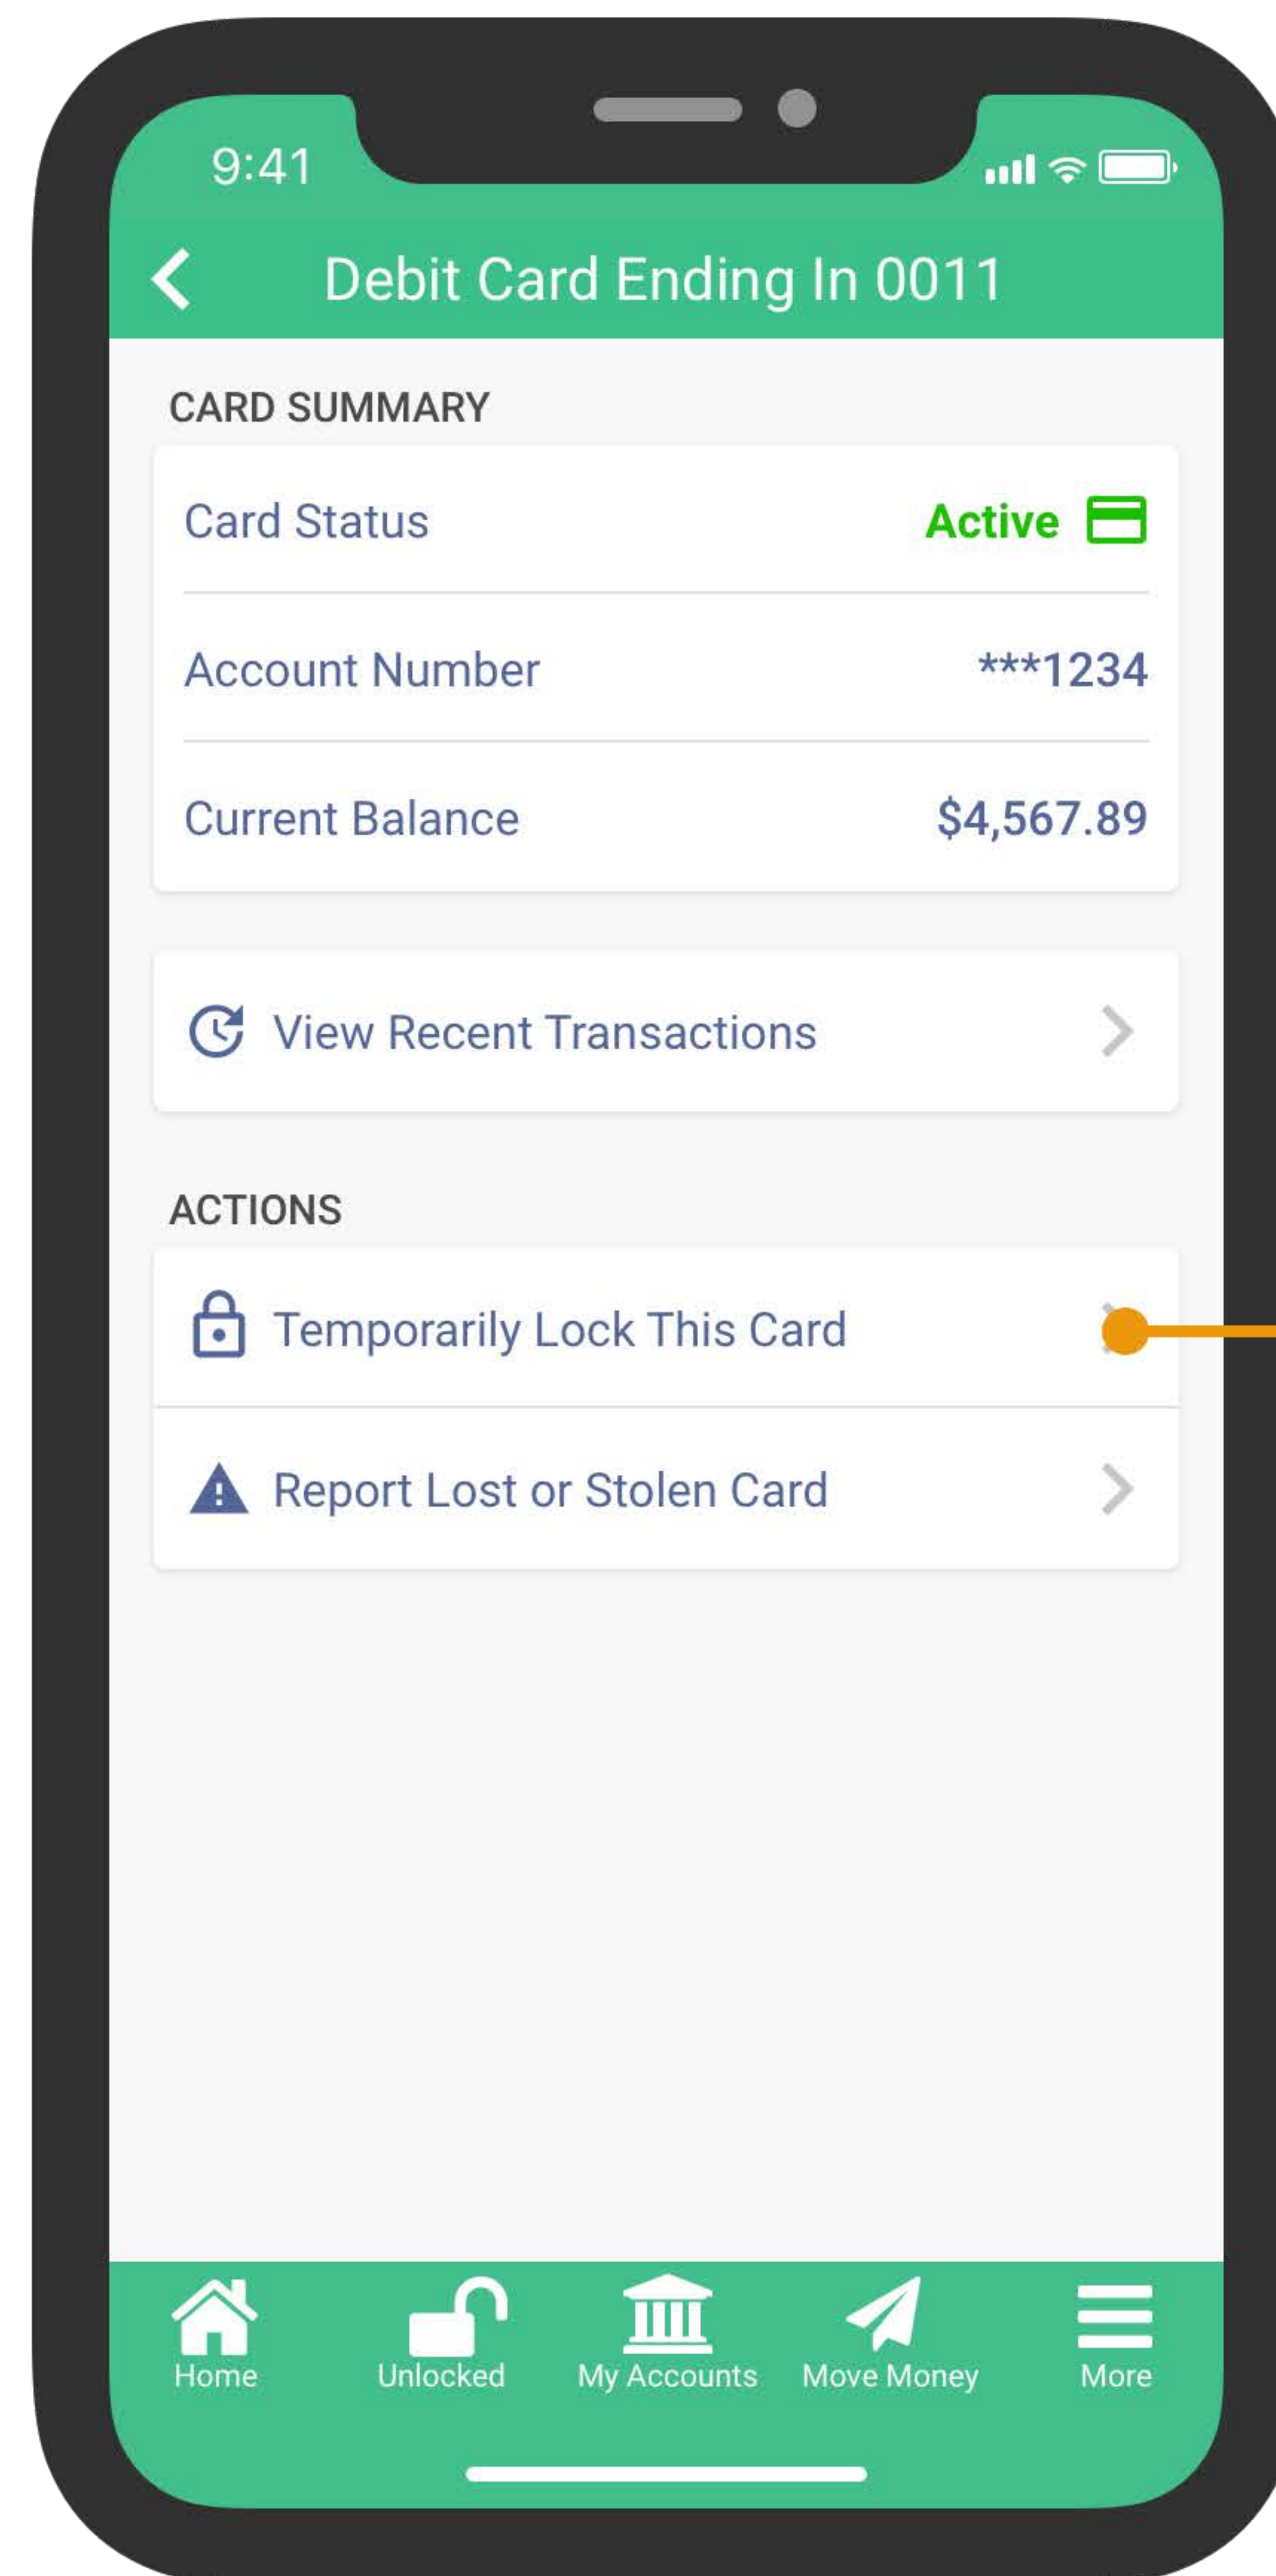 9:41
Debit Card Ending In 0011
CARD SUMMARY
Card Status Active
Account Number ***1234
Current Balance $4,567.89
View Recent Transactions
ACTIONS
Temporarily Lock This Card
Report Lost or Stolen Card
Home Unlocked My Accounts Move Money More